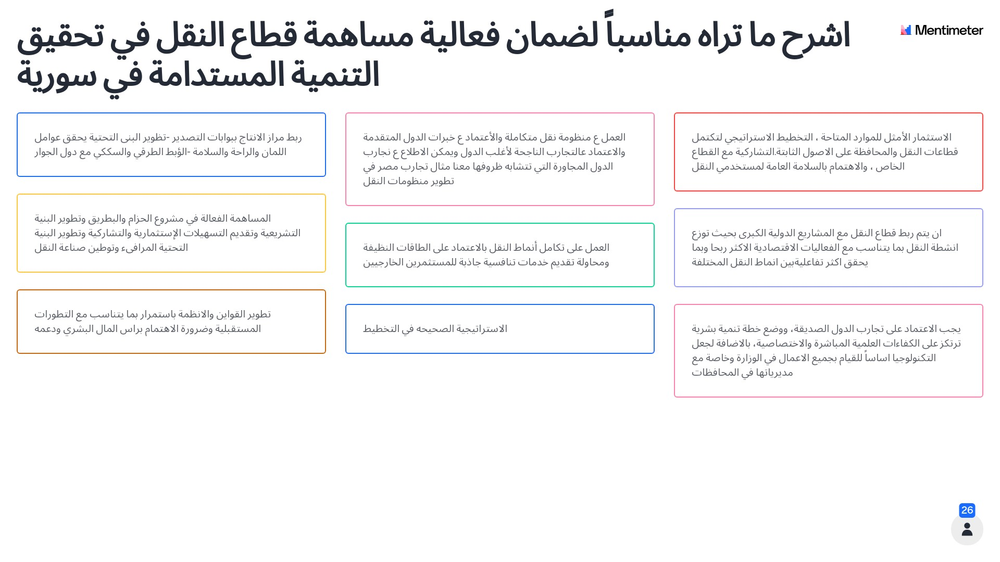 اشرح ما تراه مناسباً لضمان فعالية مساهمة قطاع النقل في تحقيق
التنمية المستدامة في سورية
Mentimeter
ربط مراز الانتاج ببوابات التصدير -تظوير البنى التحتية يحقق عوامل
اللمان والراحة والسلامة -الؤبط الطرقي والسككي مع دول الجوار
المساهمة الفعالة في مشروع الحزام والبطريق وتطوير البنية
التشريعية وتقديم التسهيلات الإستثمارية والتشاركية وتطوير البنية
التحتية المرافىء وتوطين صناعة النقل
تطوير القواين والانظمة باستمرار بما يتناسب مع التطورات
المستقبلية وضرورة الاهتمام براس المال البشري ودعمه
العمل ع منظومة نقل متكاملة والأعتماد ع خبرات الدول المتقدمة
والاعتماد عالتجارب الناجحة لأغلب الدول ويمكن الاطلاع ع نجارب
الدول المجاورة التي تتشابه ظروفها معنا مثال تجارب مصر في
تطوير منظومات النقل
العمل على تكامل أنماط النقل بالاعتماد على الطاقات النظيفة
ومحاولة تقديم خدمات تنافسية جاذبة للمستثمرين الخارجيين
الاستراتيجية الصحيحه في التخطيط
الاستثمار الأمثل للموارد المتاحة ، التخطيط الاستراتيجي لتكتمل
قطاعات النقل والمحافظة على الاصول الثابتة.التشاركية مع القطاع
الخاص ، والاهتمام بالسلامة العامة لمستخدمي النقل
ان يتم ربط قطاع النقل مع المشاريع الدولية الكبرى بحيث توزع
انشطة النقل بما يتناسب مع الفعاليات الاقتصادية الاكثر ربحا وبما
يحقق اكثر تفاعليةبين انماط النقل المختلفة
يجب الاعتماد على تجارب الدول الصديقة، ووضع خطة تنمية بشرية
ترتكز على الكفاءات العلمية المباشرة والاختصاصية، بالاضافة لجعل
التكنولوجيا اساساً للقيام بجميع الاعمال في الوزارة وخاصة مع
مديرياتها في المحافظات
26